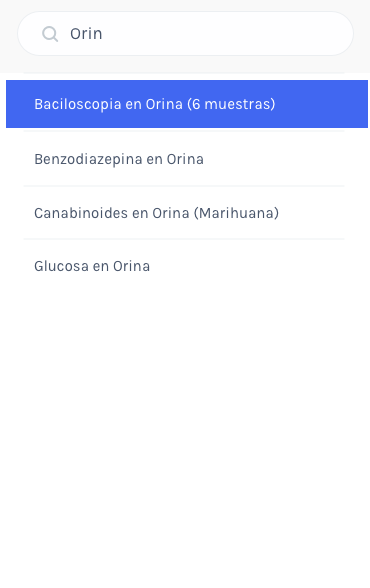 Orin
Baciloscopia en Orina (6 muestras)
Benzodiazepina en Orina
Canabinoides en Orina (Marihuana)
Glucosa en Orina